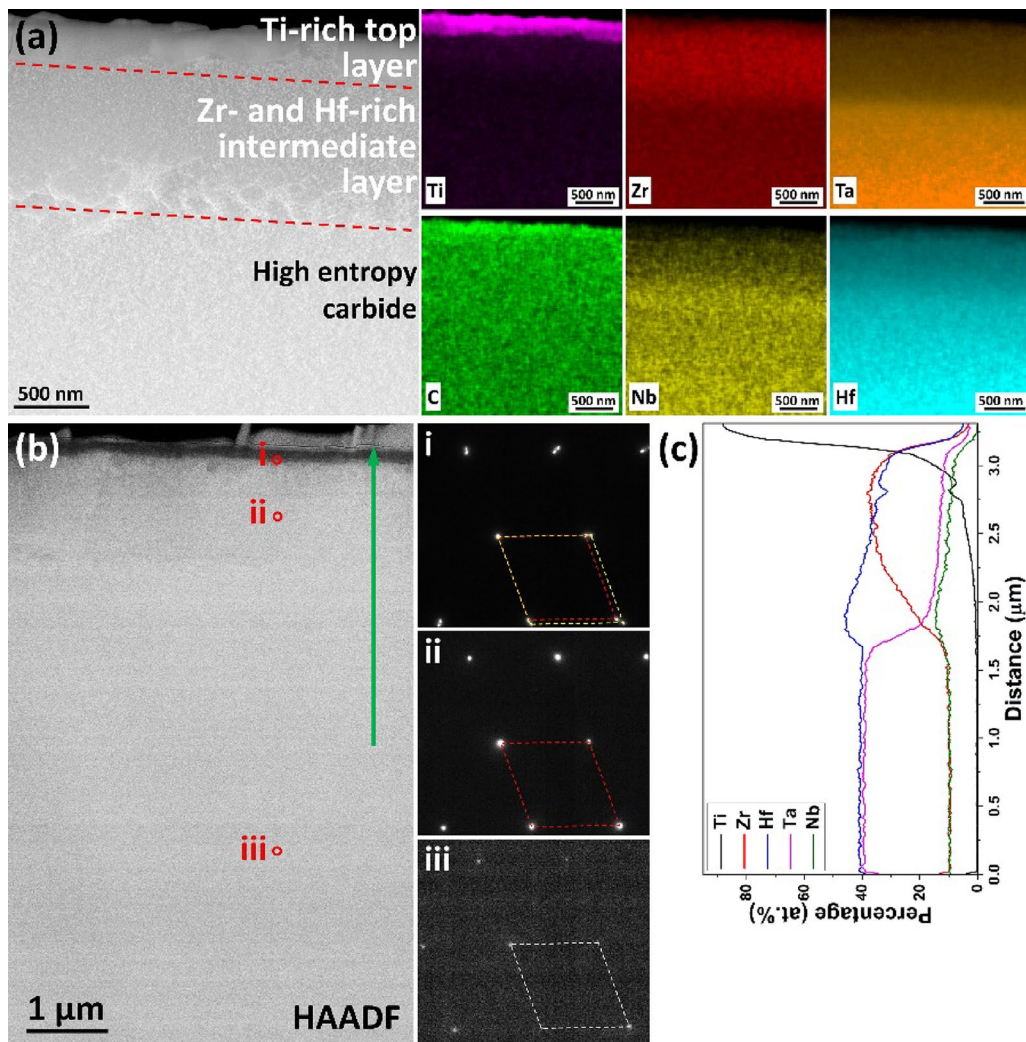 (a)
Ti-rich top
layer
Zr- and Hf-rich
intermediate
layer
High entropy
carbide
500 nm
Ti
500 nm
Zr
500 nm
Ta
500 nm
C
500 nm
Nb
500 nm
Hf
500 nm
(b)
i
ii
iii
1 µm
HAADF
i
ii
iii
(c)
Ti
Zr
Hf
Ta
Nb
Percentage (at.%)
80
60
40
20
0
Distance (µm)
0.0
0.5
1.0
1.5
2.0
2.5
3.0